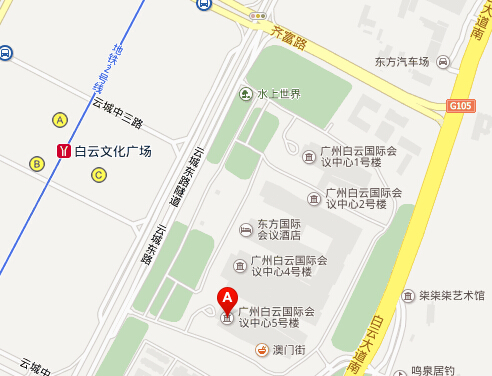 大道南
齐富路
东方汽车场
地铁2号线
水上世界
G105
云城中三路
A
白云文化广场
广州白云国际会
议中心1号楼
B
C
云城东路隧道
广州白云国际会
议中心2号楼
东方国际
会议酒店
云城东路
广州白云国际会
议中心4号楼
A
柒柒柒艺术馆
广州白云国际会
议中心5号楼
白云大道南
澳门街
云城中
鸣泉居钓